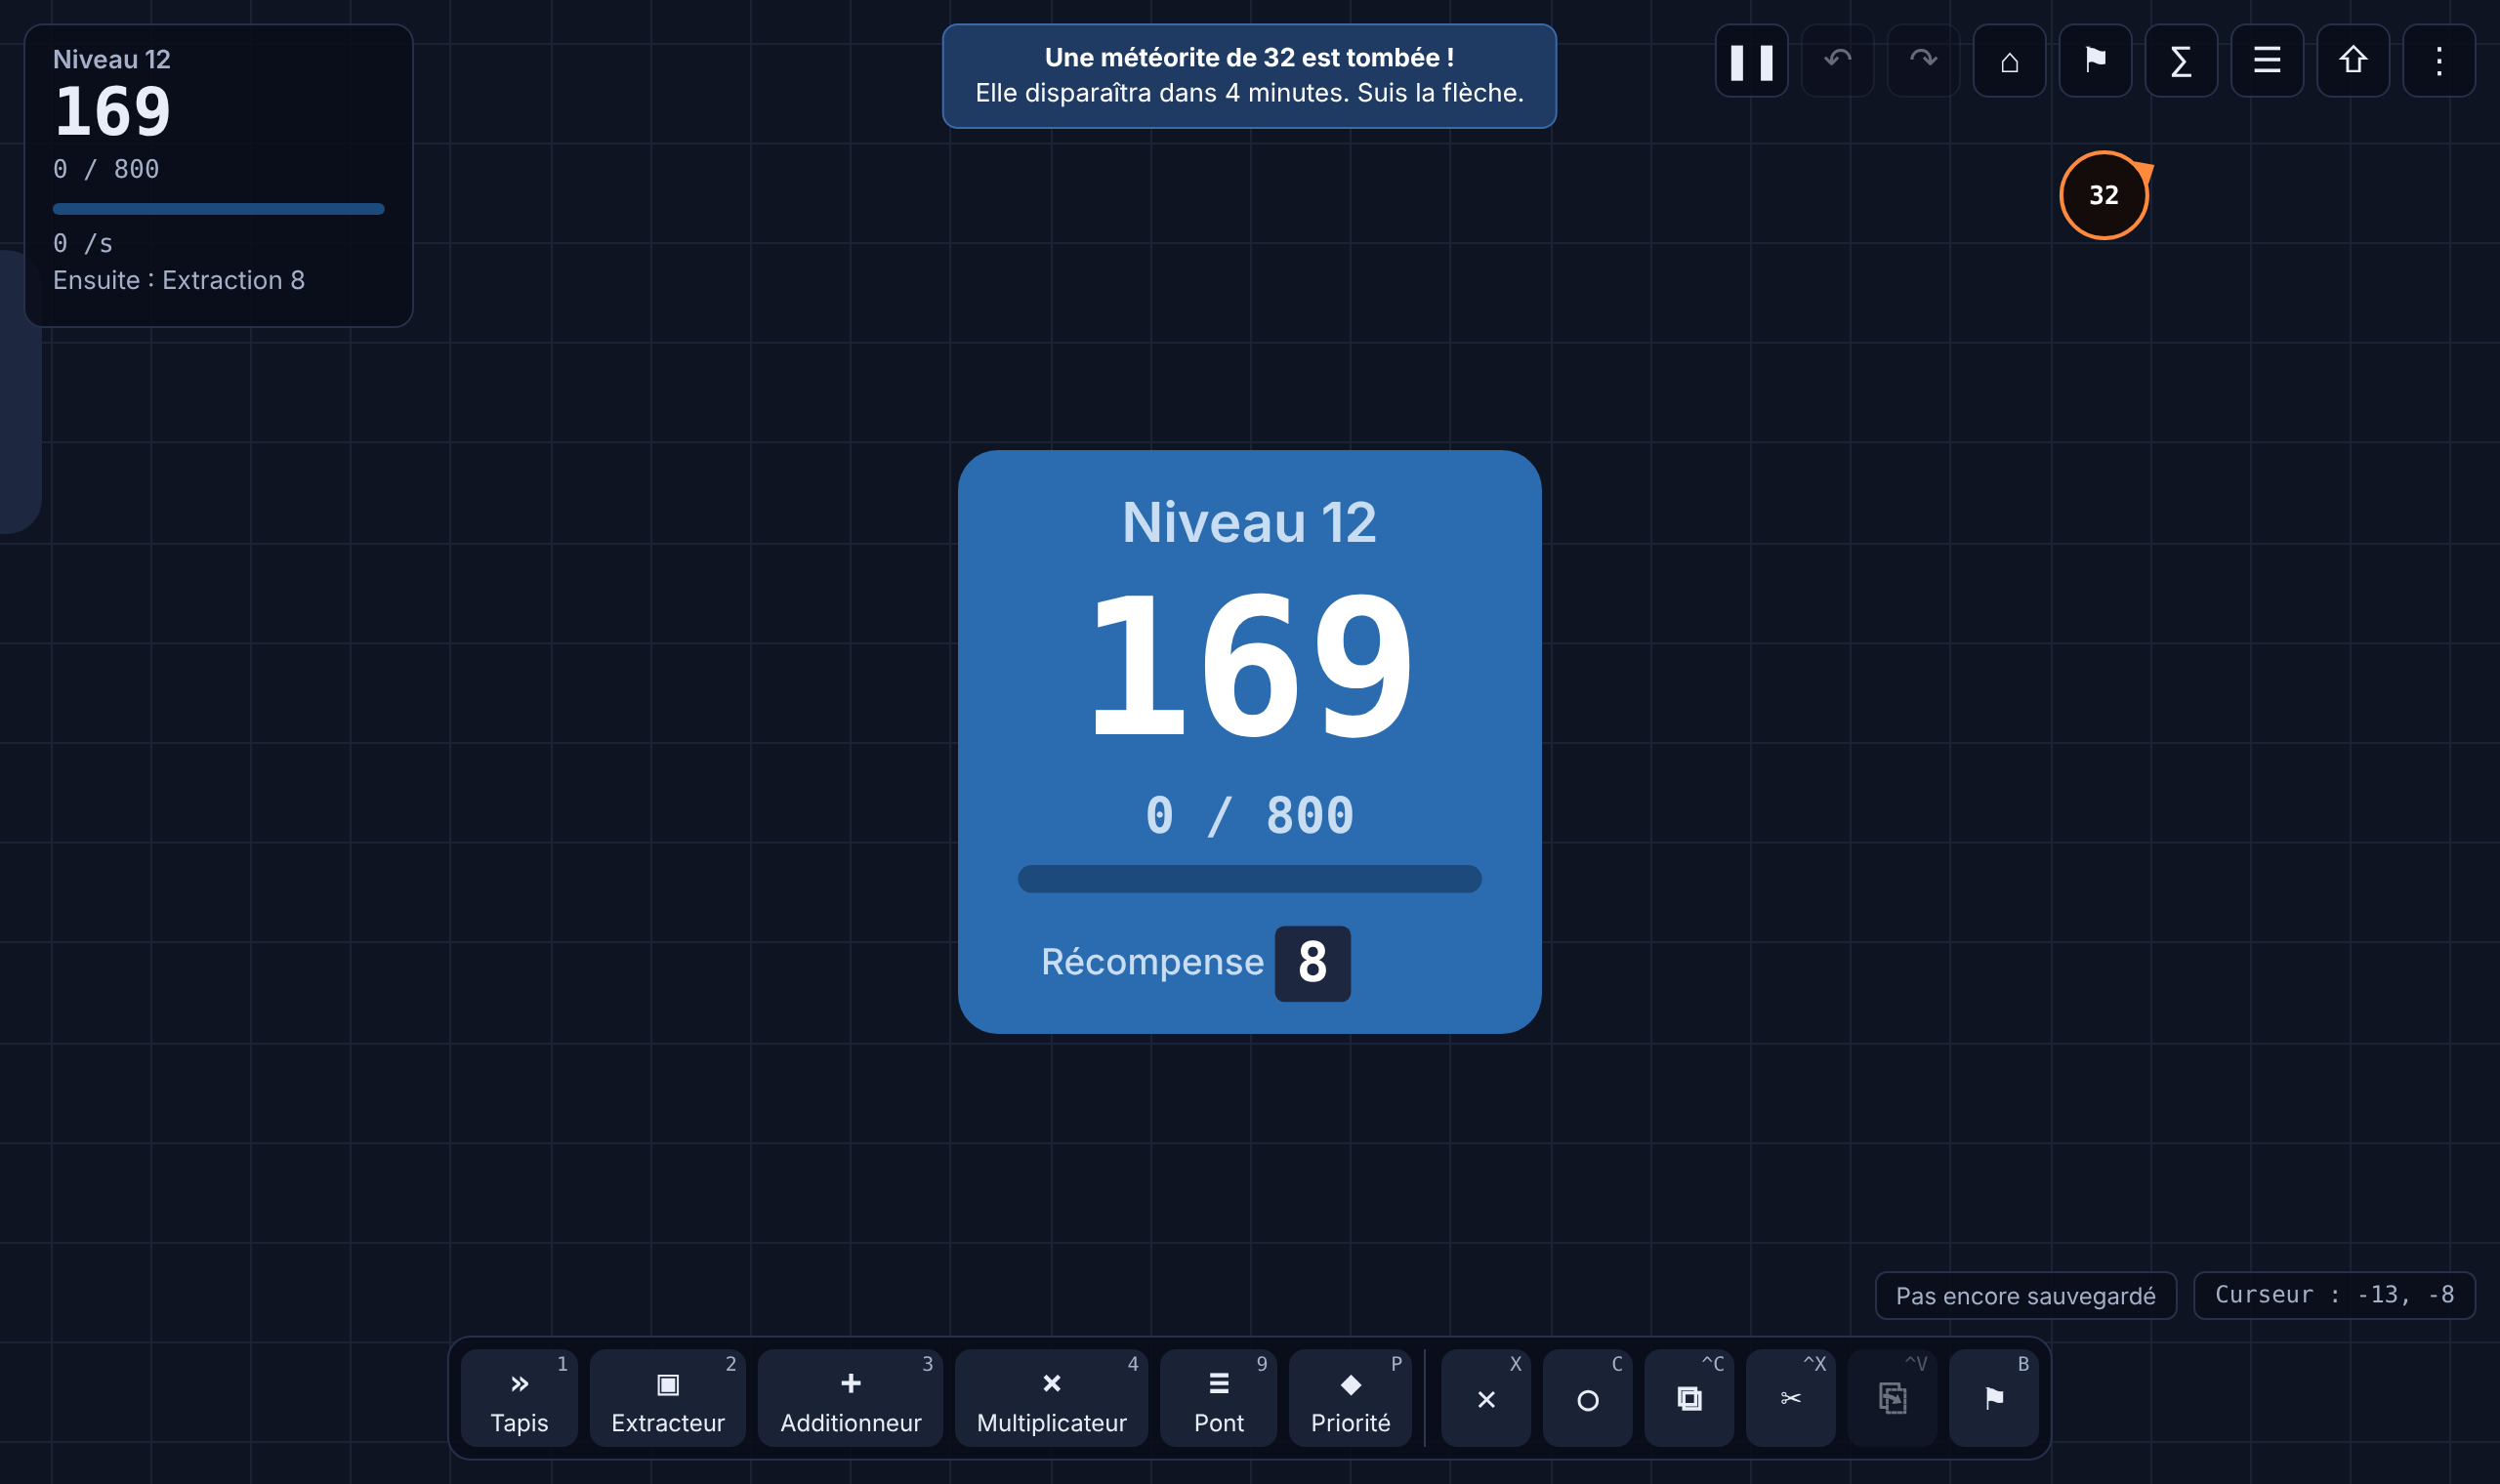 Niveau 12
169
0 / 800
0 /s
Ensuite : Extraction 8
Une météorite de 32 est tombée !
Elle disparaîtra dans 4 minutes. Suis la flèche.
32
Niveau 12
169
0 / 800
Récompense 8
Pas encore sauvegardé
Curseur : -13, -8
1
Tapis
2
Extracteur
3
Additionneur
4
Multiplicateur
9
Pont
P
Priorité
X
C
^C
^X
^V
B